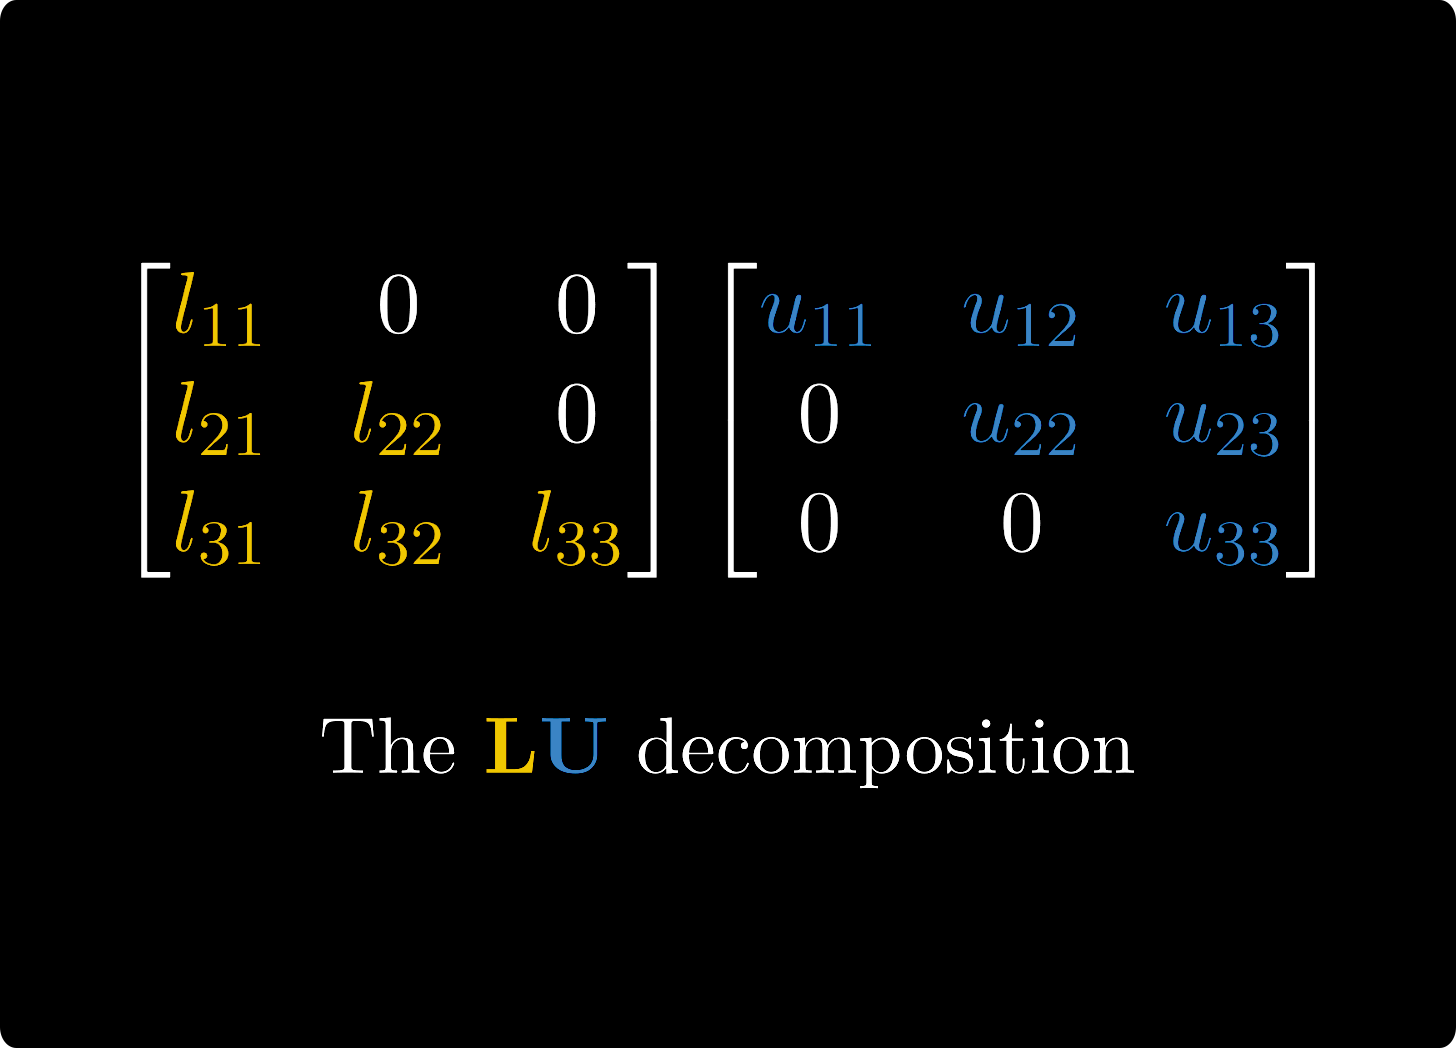 l11 0 0 u11 u12 u13
l21 l22 0 0 u22 u23
l31 l32 l33 0 0 u33
The LU decomposition